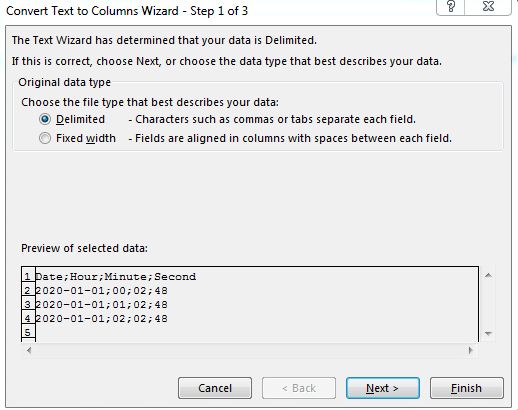 Convert Text to Columns Wizard - Step 1 of 3
?
The Text Wizard has determined that your data is Delimited.
If this is correct, choose Next, or choose the data type that best describes your data.
Original data type
Choose the file type that best describes your data:
Delimited - Characters such as commas or tabs separate each field.
Fixed width - Fields are aligned in columns with spaces between each field.
Preview of selected data:
1 Date;Hour;Minute;Second
2 2020-01-01;00;02;48
3 2020-01-01;01;02;48
4 2020-01-01;02;02;48
5
Cancel < Back Next > Finish